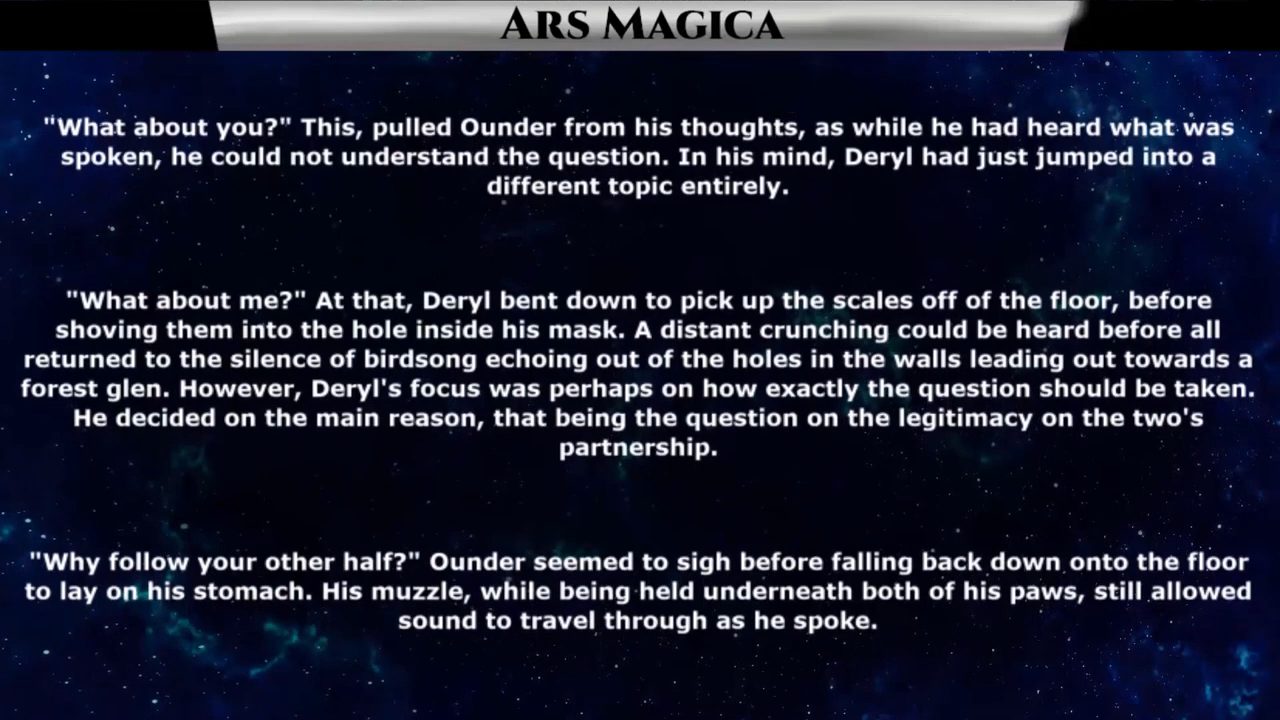 Ars Magica
"What about you?" This, pulled Ounder from his thoughts, as while he had heard what was
spoken, he could not understand the question. In his mind, Deryl had just jumped into a
different topic entirely.
"What about me?" At that, Deryl bent down to pick up the scales off of the floor, before
shoving them into the hole inside his mask. A distant crunching could be heard before all
returned to the silence of birdsong echoing out of the holes in the walls leading out towards a
forest glen. However, Deryl's focus was perhaps on how exactly the question should be taken.
He decided on the main reason, that being the question on the legitimacy on the two's
partnership.
"Why follow your other half?" Ounder seemed to sigh before falling back down onto the floor
to lay on his stomach. His muzzle, while being held underneath both of his paws, still allowed
sound to travel through as he spoke.